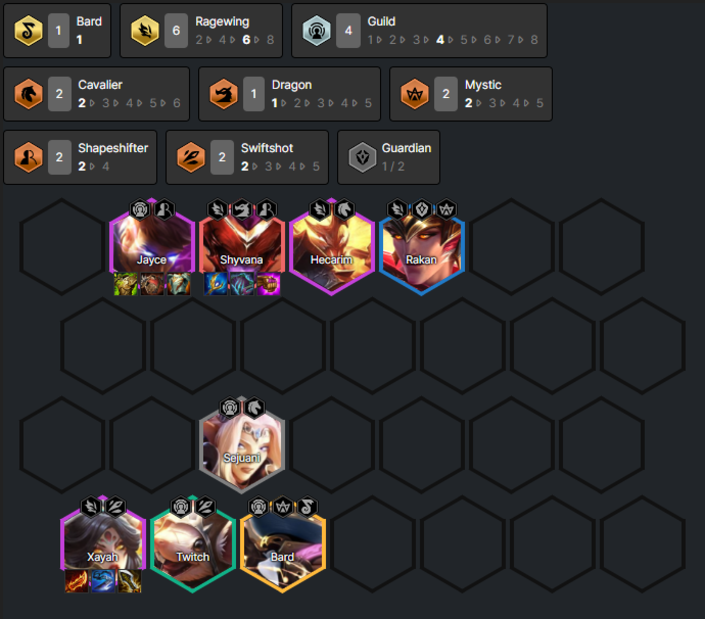 1 Bard
1
6 Ragewing
2 4 6 8
4 Guild
1 2 3 4 5 6 7 8
2 Cavalier
2 3 4 5 6
1 Dragon
1 2 3 4 5
2 Mystic
2 3 4 5
2 Shapeshifter
2 4
2 Swiftshot
2 3 4 5
Guardian
1 / 2
Jayce Shyvana Hecarim Rakan
Sejuani
Xayah Twitch Bard